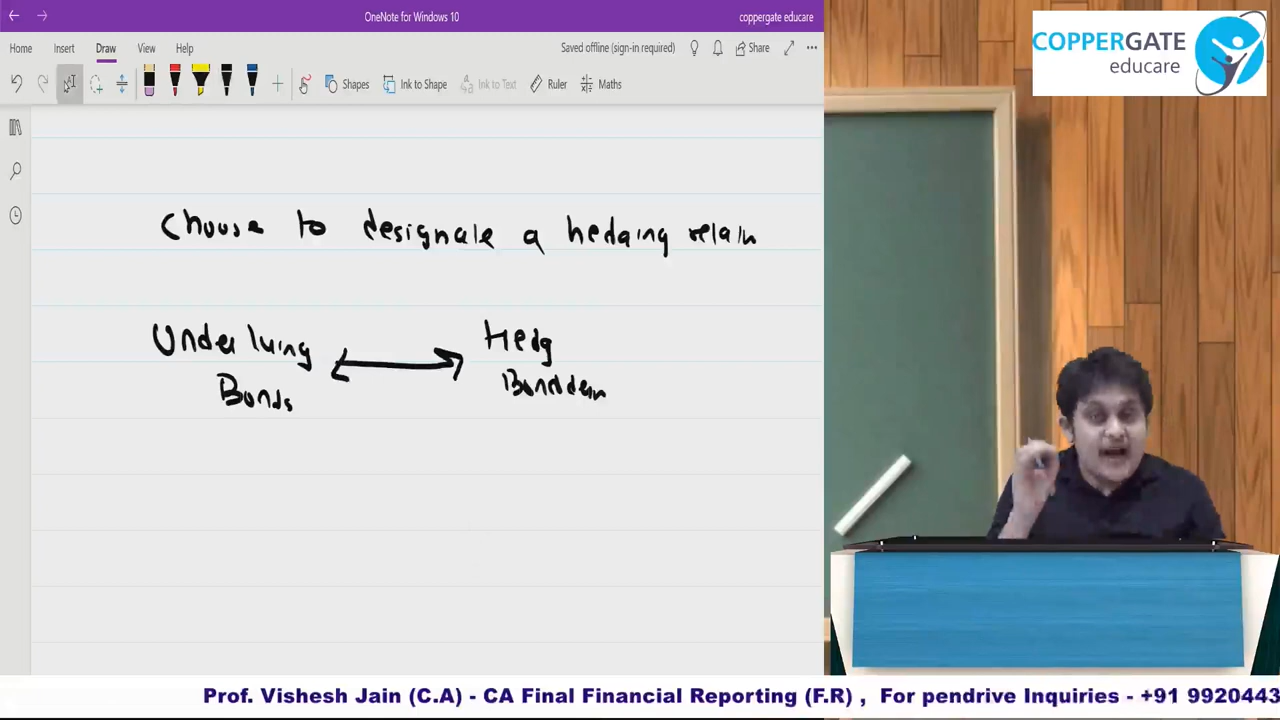 OneNote for Windows 10
coppergate educare
Home Insert Draw View Help
Saved offline (sign-in required)
Share
Shapes
Ink to Shape
Ink to Text
Ruler
Maths
COPPERGATE
educare
Choose to designate a hedging relain
Underlying
Bonds
Hedg
Prof. Vishesh Jain (C.A) - CA Final Financial Reporting (F.R) , For pendrive Inquiries - +91 9920443